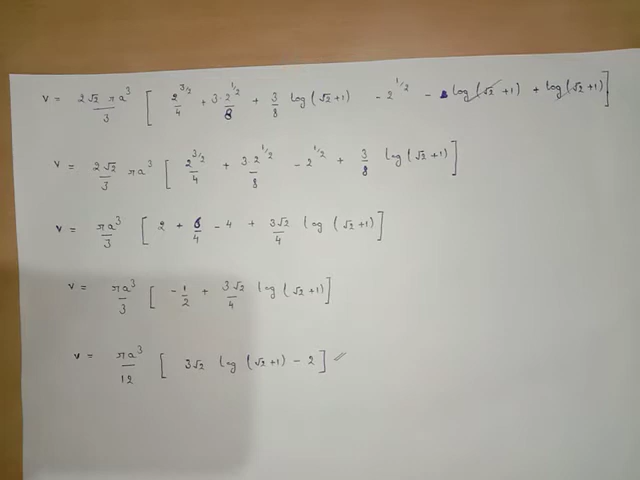 V = 2√2 πa³/3 [ 2^3/2/4 + 3·2^1/2/8 + 3/8 log(√2+1) - 2^1/2 - log(√2+1) + log(√2+1) ]
V = 2√2/3 πa³ [ 2^3/2/4 + 3 2^1/2/8 - 2^1/2 + 3/8 log(√2+1) ]
V = πa³/3 [ 2 + 6/4 - 4 + 3√2/4 log(√2+1) ]
V = πa³/3 [ -1/2 + 3√2/4 log(√2+1) ]
V = πa³/12 [ 3√2 log(√2+1) - 2 ] //